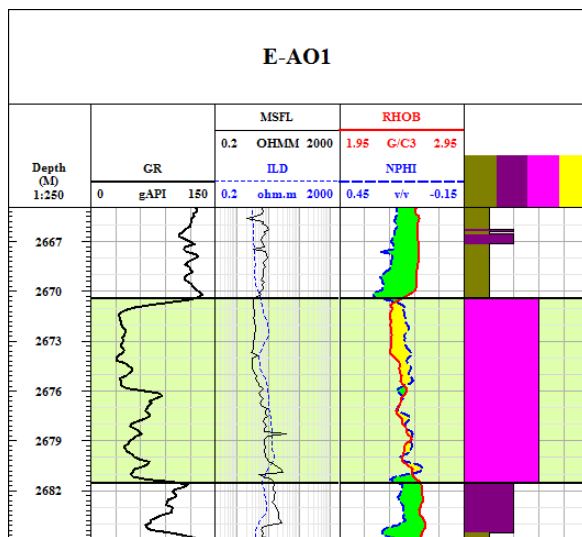 E-AO1
MSFL
RHOB
0.2 OHMM 2000
1.95 G/C3 2.95
Depth
(M)
1:250
GR
ILD
NPHI
0 gAPI 150
0.2 ohm.m 2000
0.45 v/v -0.15
2667
2670
2673
2676
2679
2682